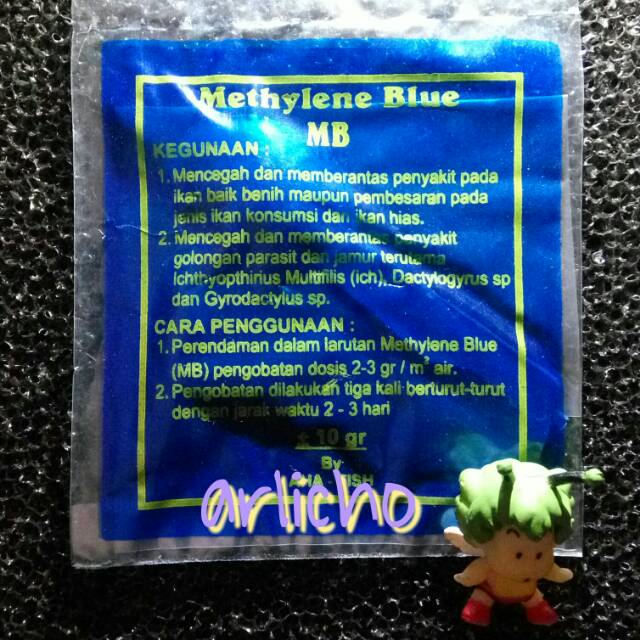 Methylene Blue
MB
KEGUNAAN :
1. Mencegah dan memberantas penyakit pada
ikan baik benih maupun pembesaran pada
jenis ikan konsumsi dan ikan hias.
2. Mencegah dan memberantas penyakit
golongan parasit dan jamur terutama
Ichthyopthirius Multifilis (ich), Dactylogyrus sp
dan Gyrodactylus sp.
CARA PENGGUNAAN :
1. Perendaman dalam larutan Methylene Blue
(MB) pengobatan dosis 2-3 gr / m³ air.
2. Pengobatan dilakukan tiga kali berturut-turut
dengan jarak waktu 2 - 3 hari
± 10 gr
By
arlicho